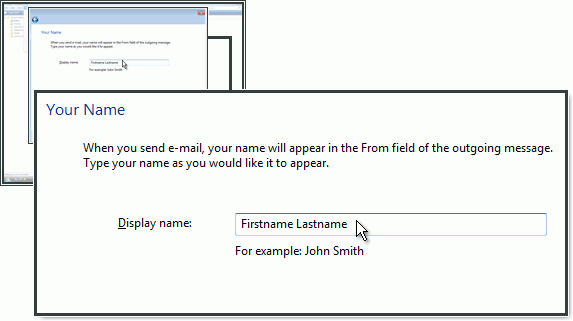 Your Name
When you send e-mail, your name will appear in the From field of the outgoing message.
Type your name as you would like it to appear.
Display name: Firstname Lastname
For example: John Smith
Your Name
When you send e-mail, your name will appear in the From field of the outgoing message.
Type your name as you would like it to appear.
Display name: Firstname Lastname
For example: John Smith